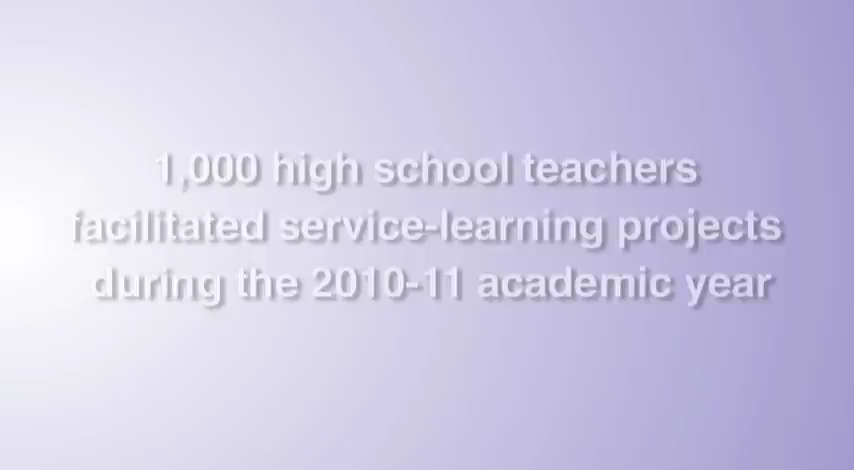 1,000 high school teachers
facilitated service-learning projects
during the 2010-11 academic year